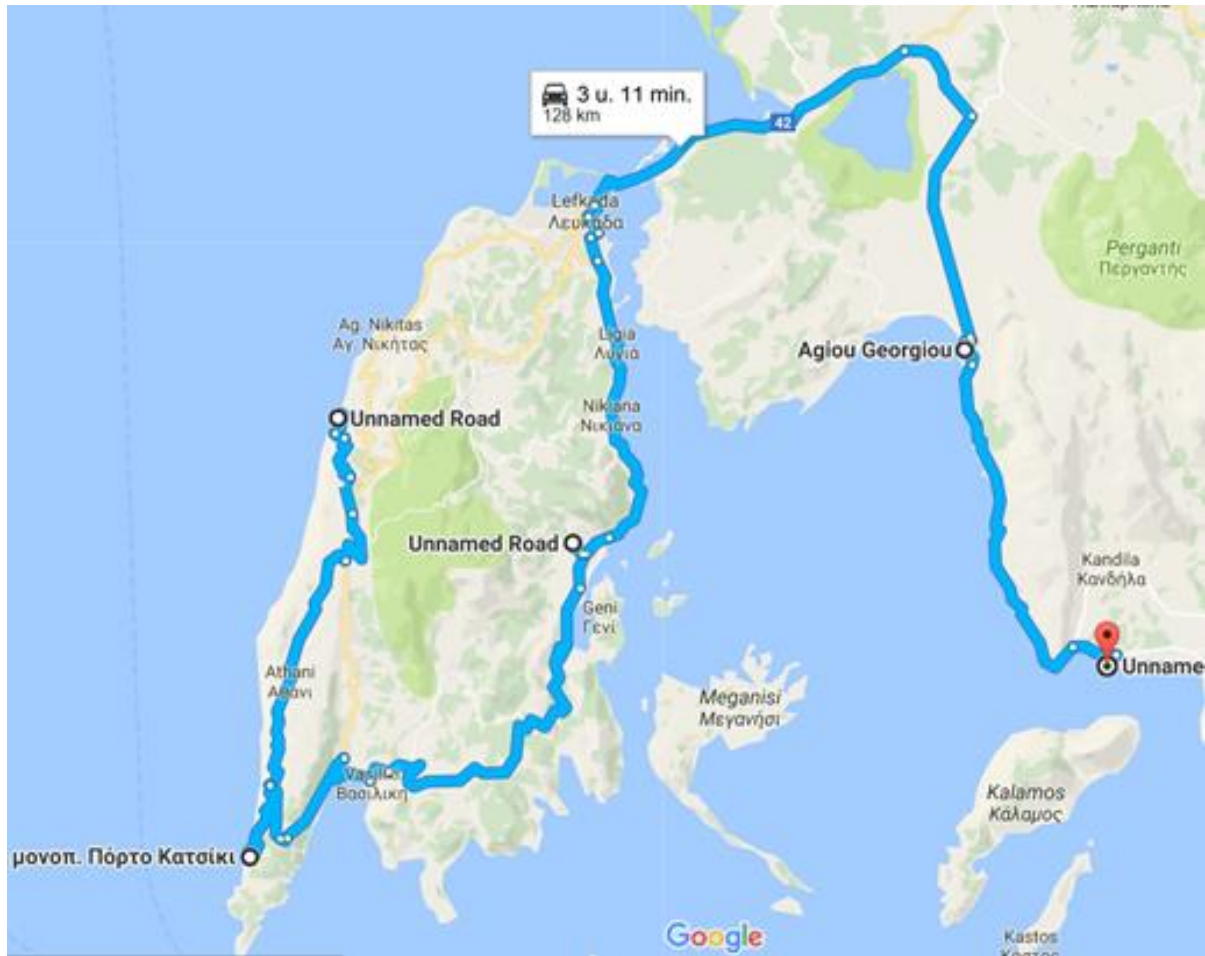 3 u. 11 min.
128 km
42
Lefkada
Λευκάδα
Perganti
Περγαντής
Ag. Nikitas
Αγ. Νικήτας
Ligia
Λυγιά
Agiou Georgiou
Nikiana
Νικιάνα
Unnamed Road
Unnamed Road
Kandila
Κανδήλα
Geni
Γενί
Unname
Athani
Αθάνι
Meganisi
Μεγανήσι
Βασιλική
Kalamos
Κάλαμος
μονοπ. Πόρτο Κατσίκι
Google
Kastos